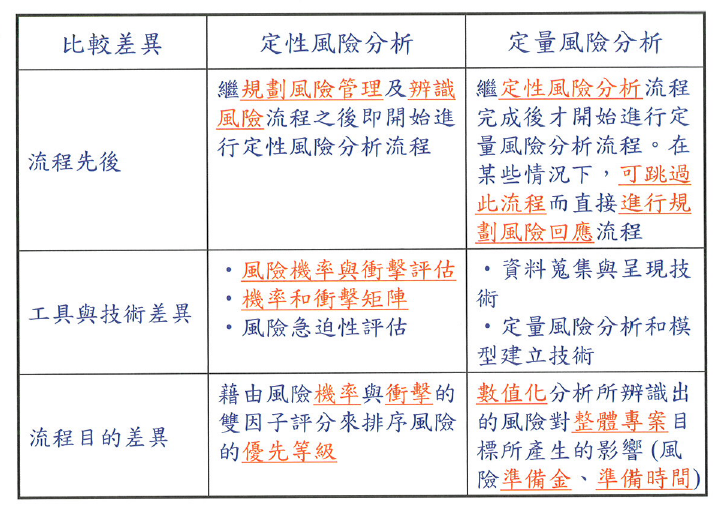 比較差異
定性風險分析
定量風險分析
流程先後
繼規劃風險管理及辨識
風險流程之後即開始進
行定性風險分析流程
繼定性風險分析流程
完成後才開始進行定
量風險分析流程。在
某些情況下，可跳過
此流程而直接進行規
劃風險回應流程
工具與技術差異
・風險機率與衝擊評估
・機率和衝擊矩陣
・風險急迫性評估
・資料蒐集與呈現技
術
・定量風險分析和模
型建立技術
流程目的差異
藉由風險機率與衝擊的
雙因子評分來排序風險
的優先等級
數值化分析所辨識出
的風險對整體專案目
標所產生的影響(風
險準備金、準備時間)